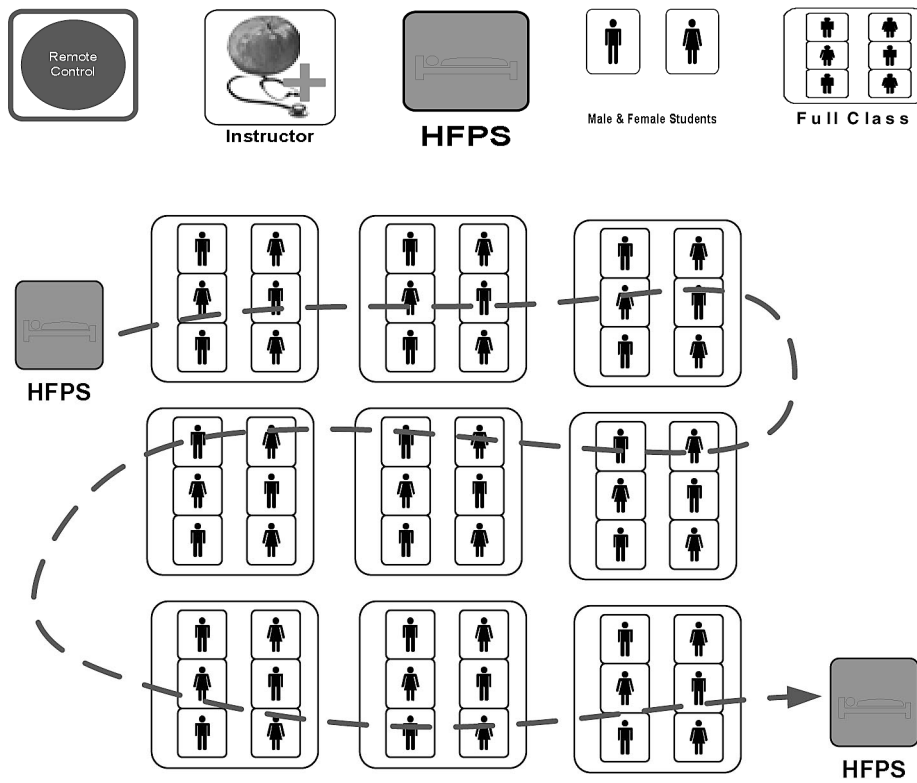 Remote
Control
Instructor
HFPS
Male & Female Students
Full Class
HFPS
HFPS